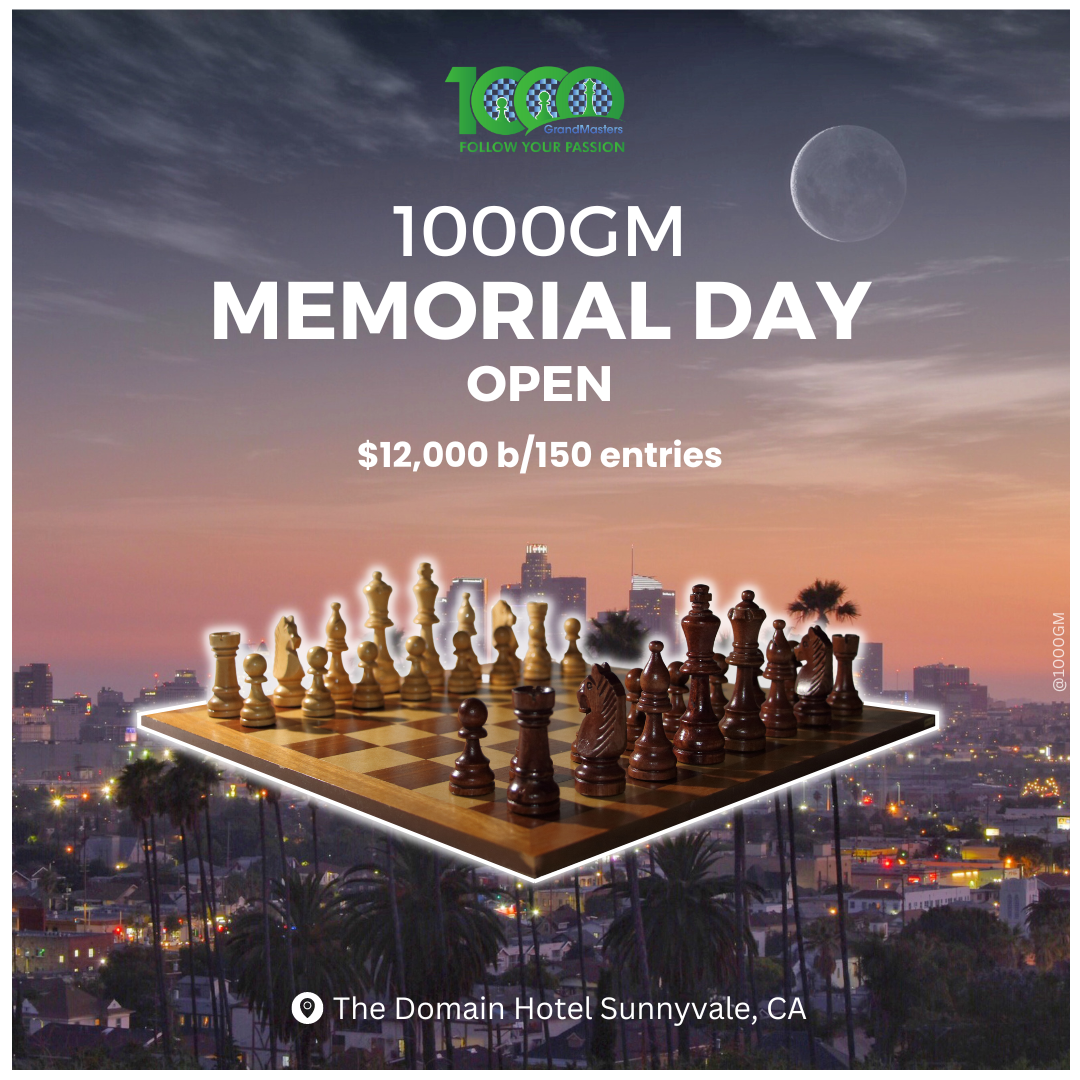 1000
GrandMasters
FOLLOW YOUR PASSION
1000GM
MEMORIAL DAY
OPEN
$12,000 b/150 entries
@1000GM
The Domain Hotel Sunnyvale, CA